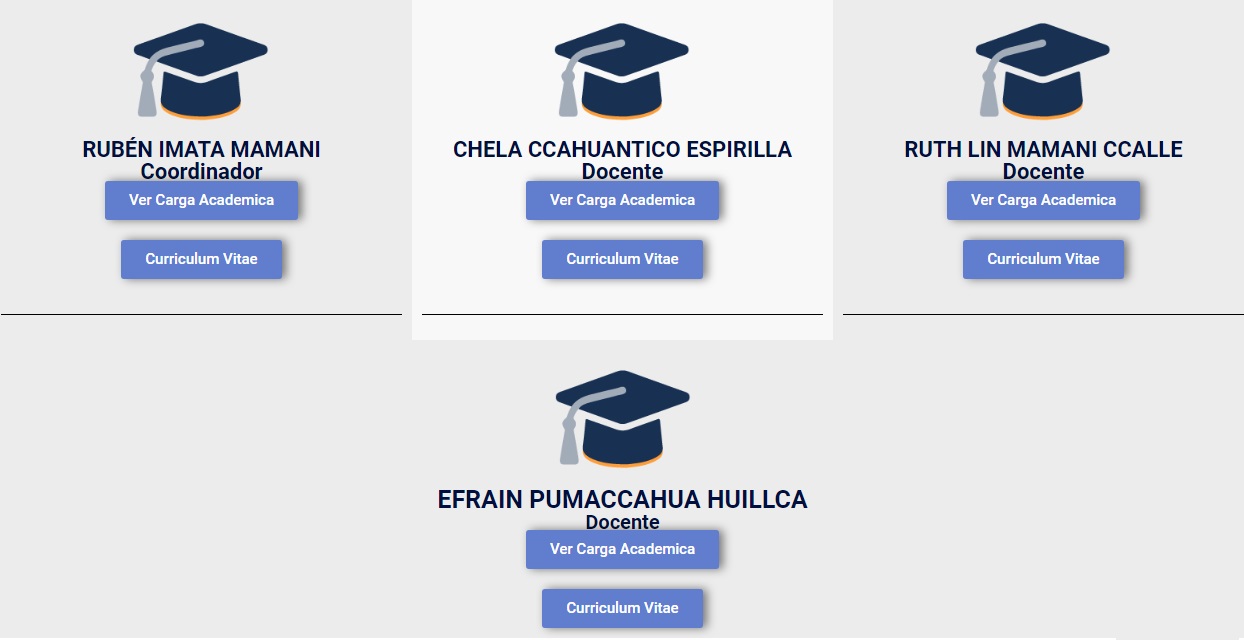 RUBÉN IMATA MAMANI
Coordinador
Ver Carga Academica
Curriculum Vitae
CHELA CCAHUANTICO ESPIRILLA
Docente
Ver Carga Academica
Curriculum Vitae
RUTH LIN MAMANI CCALLE
Docente
Ver Carga Academica
Curriculum Vitae
EFRAIN PUMACCAHUA HUILLCA
Docente
Ver Carga Academica
Curriculum Vitae